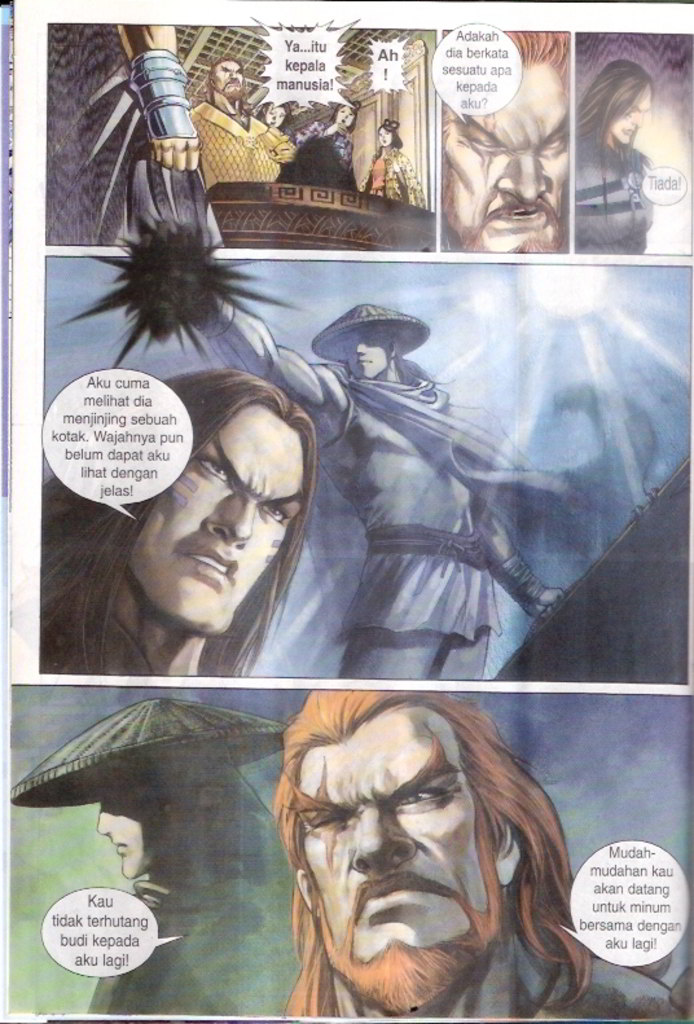 Ya...itu
kepala
manusia!
Ah
!
Adakah
dia berkata
sesuatu apa
kepada
aku?
Tiada!
Aku cuma
melihat dia
menjinjing sebuah
kotak. Wajahnya pun
belum dapat aku
lihat dengan
jelas!
Kau
tidak terhutang
budi kepada
aku lagi!
Mudah-
mudahan kau
akan datang
untuk minum
bersama dengan
aku lagi!